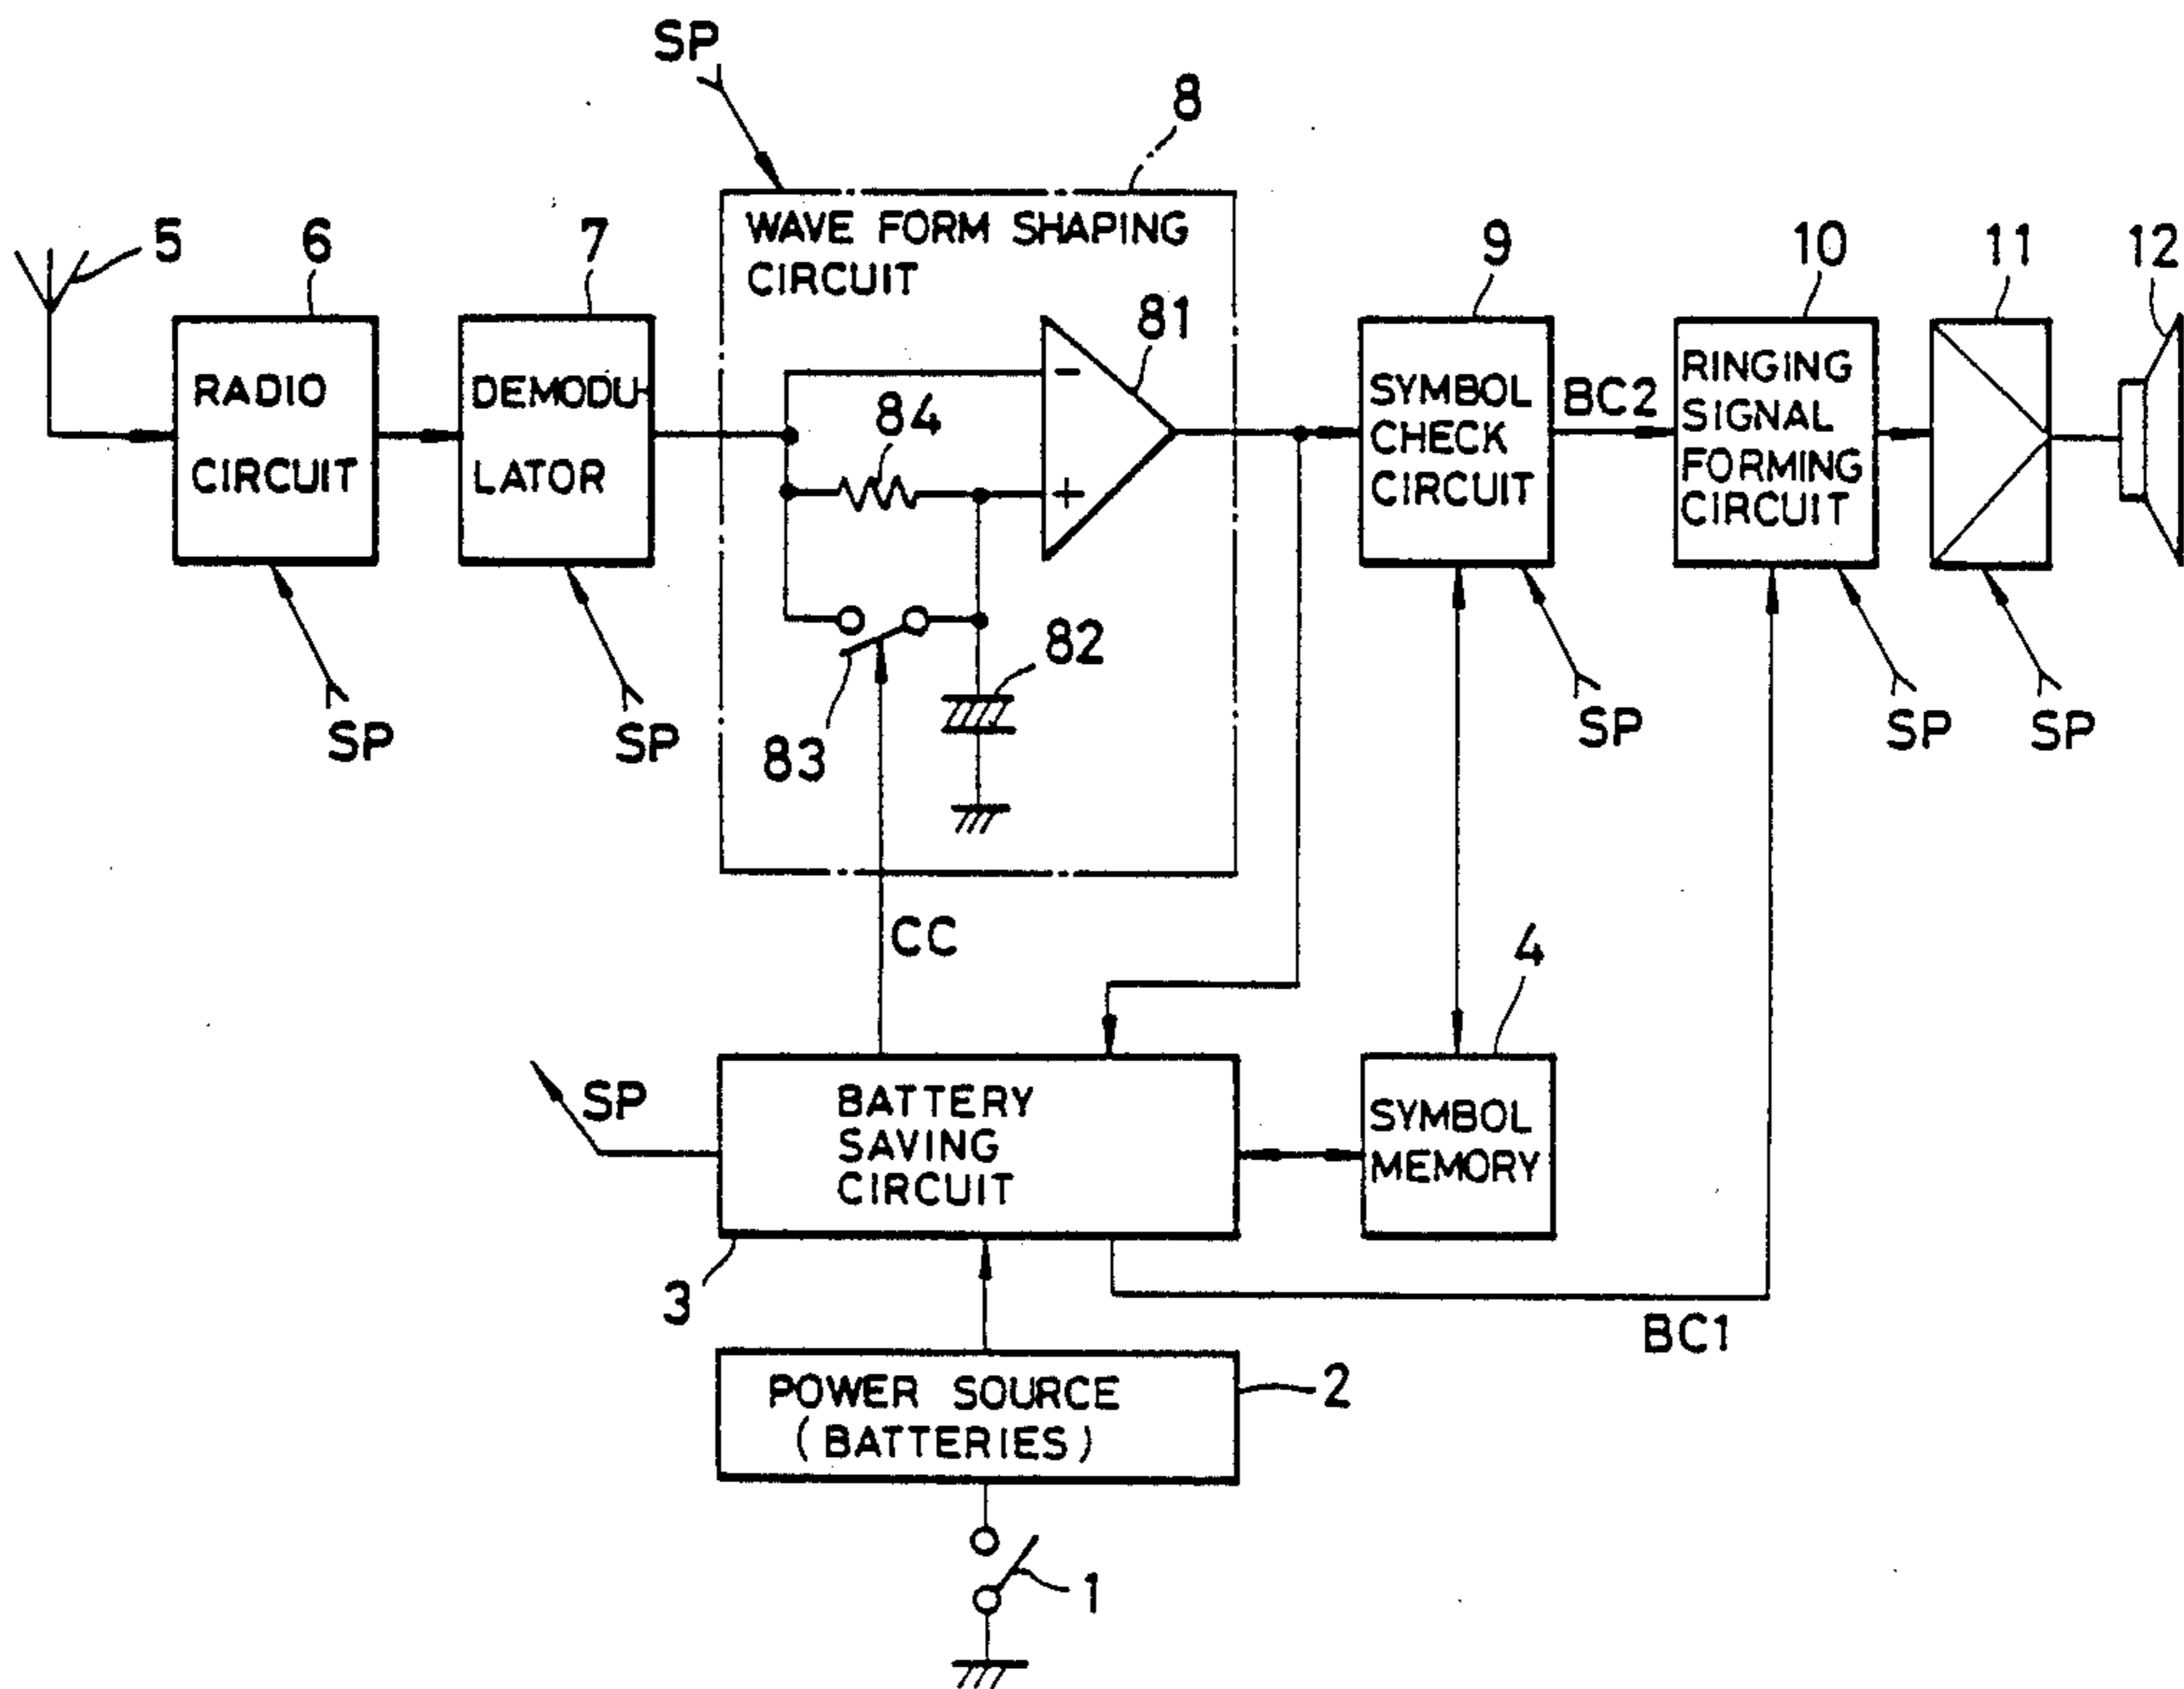 SP
8
5
6
7
WAVE FORM SHAPING
CIRCUIT
9
10
11
12
81
RADIO
CIRCUIT
DEMODU-
LATOR
84
-
+
SYMBOL
CHECK
CIRCUIT
BC2
RINGING
SIGNAL
FORMING
CIRCUIT
82
83
SP
SP
SP
SP
SP
CC
4
SP
BATTERY
SAVING
CIRCUIT
SYMBOL
MEMORY
3
BC1
POWER SOURCE
(BATTERIES)
2
1